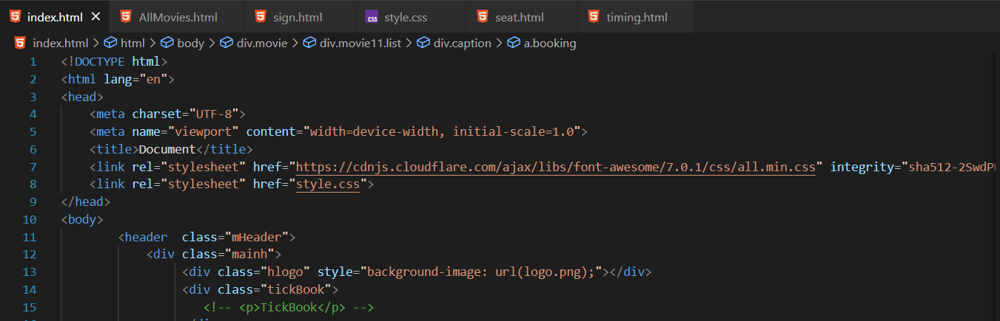 index.html × AllMovies.html sign.html style.css seat.html timing.html
index.html > html > body > div.movie > div.movie11.list > div.caption > a.booking
1 <!DOCTYPE html>
2 <html lang="en">
3 <head>
4 <meta charset="UTF-8">
5 <meta name="viewport" content="width=device-width, initial-scale=1.0">
6 <title>Document</title>
7 <link rel="stylesheet" href="https://cdnjs.cloudflare.com/ajax/libs/font-awesome/7.0.1/css/all.min.css" integrity="sha512-2SwdP
8 <link rel="stylesheet" href="style.css">
9 </head>
10 <body>
11 <header  class="mHeader">
12 <div class="mainh">
13 <div class="hlogo" style="background-image: url(logo.png);"></div>
14 <div class="tickBook">
15 <!-- <p>TickBook</p> -->